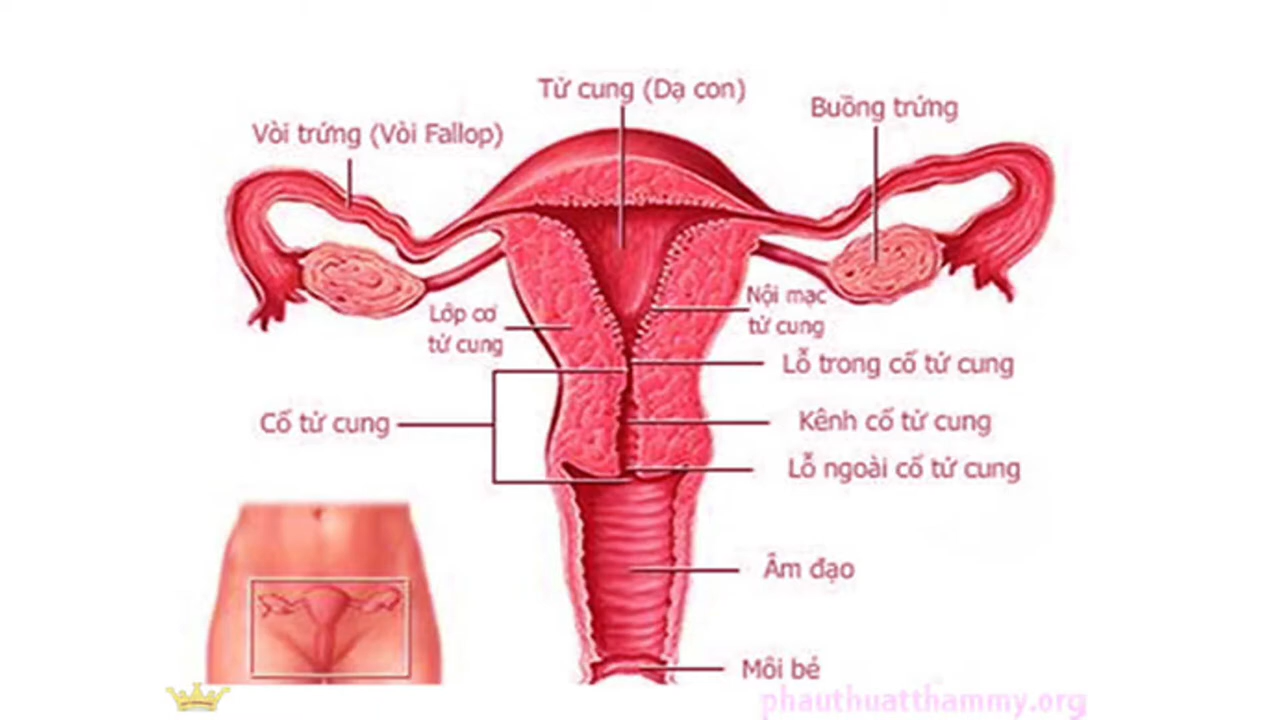 Tử cung (Dạ con)
Buồng trứng
Vòi trứng (Vòi Fallop)
Nội mạc
tử cung
Lớp cơ
tử cung
Lỗ trong cổ tử cung
Cổ tử cung
Kênh cổ tử cung
Lỗ ngoài cổ tử cung
Âm đạo
Môi bé
phauthuatthammy.org